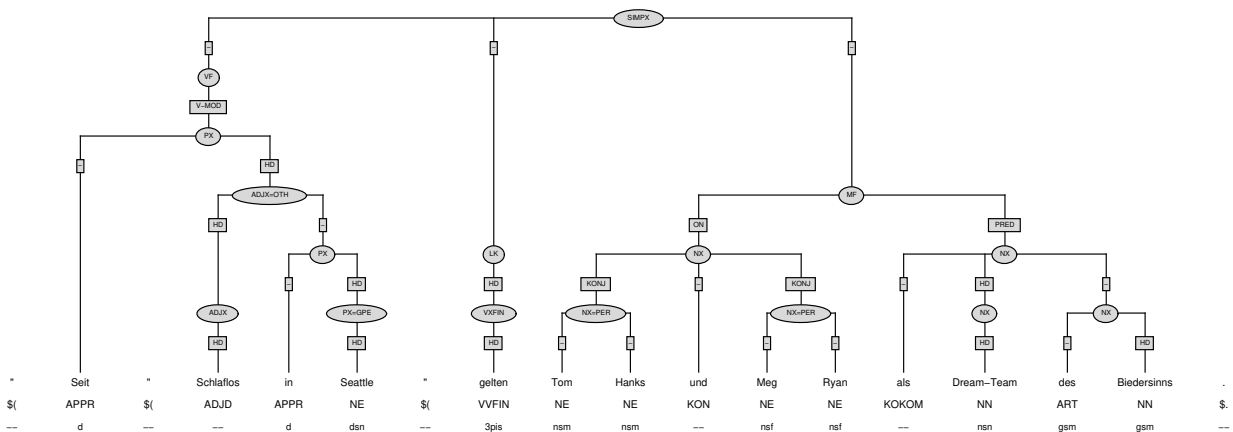 SIMPX
– – –
VF
V−MOD
PX
– HD
ADJX=OTH MF
HD – ON PRED
PX LK NX NX
– HD HD KONJ – KONJ – HD –
ADJX PX=GPE VXFIN NX=PER NX=PER NX NX
HD HD HD – – – – HD – HD
" Seit " Schlaflos in Seattle " gelten Tom Hanks und Meg Ryan als Dream−Team des Biedersinns .
$( APPR $( ADJD APPR NE $( VVFIN NE NE KON NE NE KOKOM NN ART NN $.
−− d −− −− d dsn −− 3pis nsm nsm −− nsf nsf −− nsn gsm gsm −−